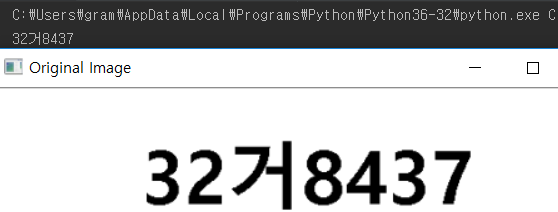 C:₩Users₩gram₩AppData₩Local₩Programs₩Python₩Python36-32₩python.exe C
32거8437
Original Image
32거8437